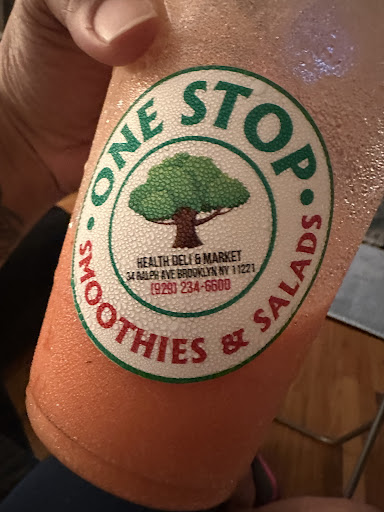 • ONE STOP •
HEALTH DELI & MARKET
34 RALPH AVE BROOKLYN NY 11221
(929) 234-6600
SMOOTHIES & SALADS